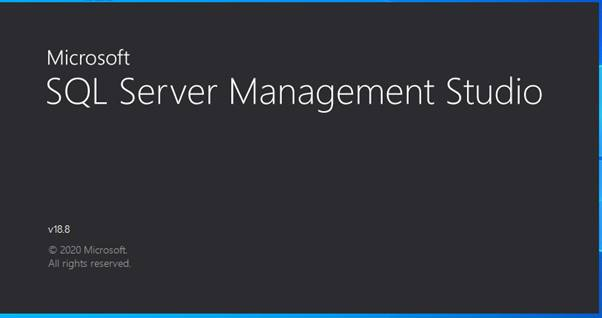 Microsoft
SQL Server Management Studio
v18.8
© 2020 Microsoft.
All rights reserved.